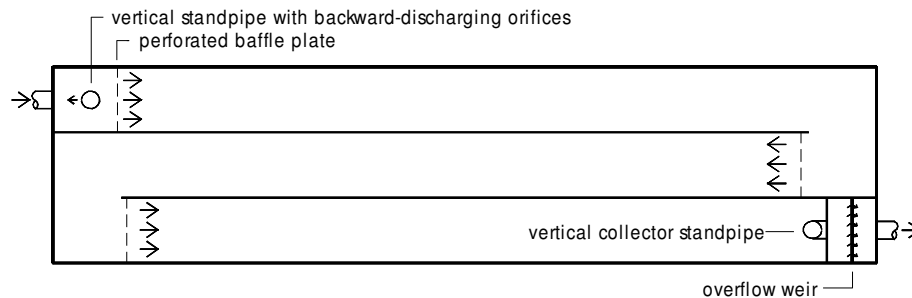 vertical standpipe with backward-discharging orifices
perforated baffle plate
vertical collector standpipe
overflow weir